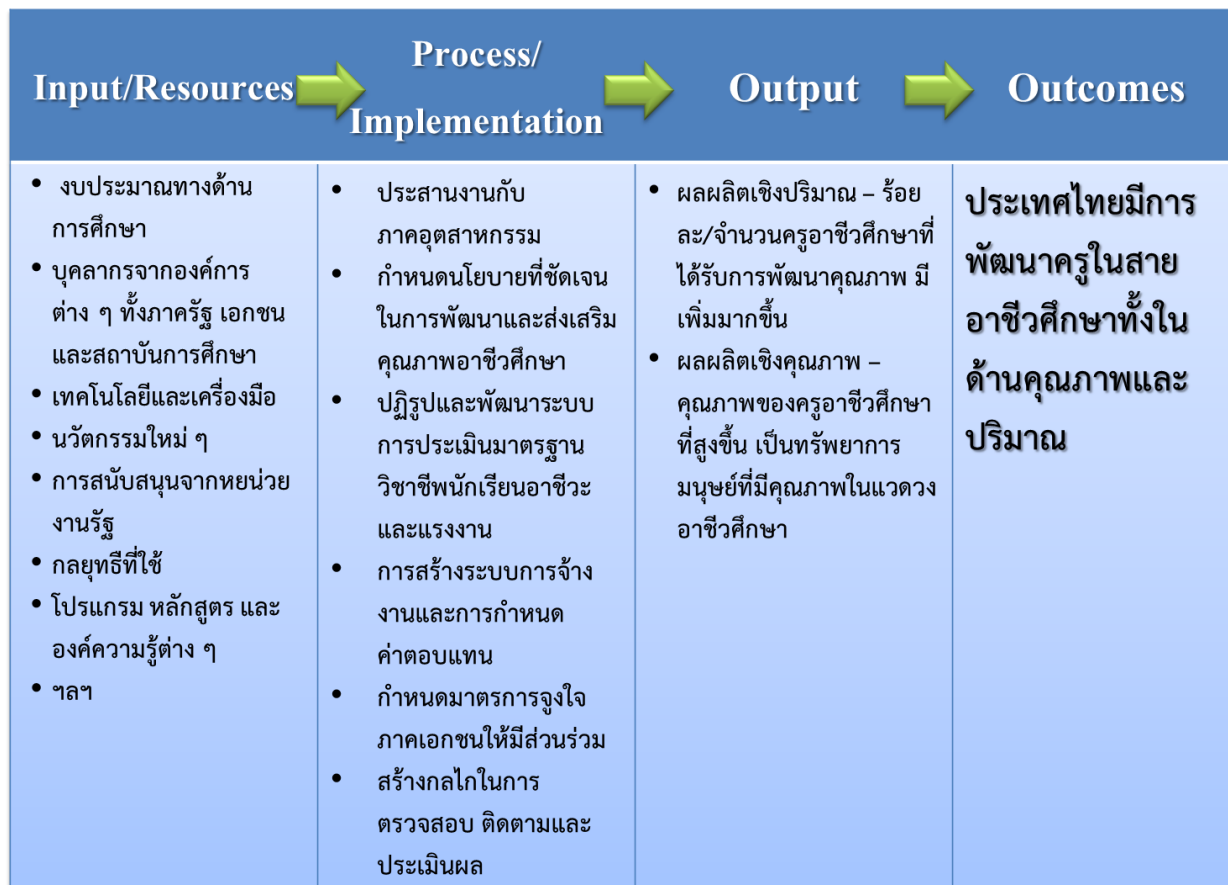 Input/Resources
Process/
Implementation
Output
Outcomes
• งบประมาณทางด้าน
การศึกษา
• บุคลากรจากองค์การ
ต่าง ๆ ทั้งภาครัฐ เอกชน
และสถาบันการศึกษา
• เทคโนโลยีและเครื่องมือ
• นวัตกรรมใหม่ ๆ
• การสนับสนุนจากหยน่วย
งานรัฐ
• กลยุทธืที่ใช้
• โปรแกรม หลักสูตร และ
องค์ความรู้ต่าง ๆ
• ฯลฯ
• ประสานงานกับ
ภาคอุตสาหกรรม
• กำหนดนโยบายที่ชัดเจน
ในการพัฒนาและส่งเสริม
คุณภาพอาชีวศึกษา
• ปฏิรูปและพัฒนาระบบ
การประเมินมาตรฐาน
วิชาชีพนักเรียนอาชีวะ
และแรงงาน
• การสร้างระบบการจ้าง
งานและการกำหนด
ค่าตอบแทน
• กำหนดมาตรการจูงใจ
ภาคเอกชนให้มีส่วนร่วม
• สร้างกลไกในการ
ตรวจสอบ ติดตามและ
ประเมินผล
• ผลผลิตเชิงปริมาณ – ร้อย
ละ/จำนวนครูอาชีวศึกษาที่
ได้รับการพัฒนาคุณภาพ มี
เพิ่มมากขึ้น
• ผลผลิตเชิงคุณภาพ –
คุณภาพของครูอาชีวศึกษา
ที่สูงขึ้น เป็นทรัพยาการ
มนุษย์ที่มีคุณภาพในแวดวง
อาชีวศึกษา
ประเทศไทยมีการ
พัฒนาครูในสาย
อาชีวศึกษาทั้งใน
ด้านคุณภาพและ
ปริมาณ